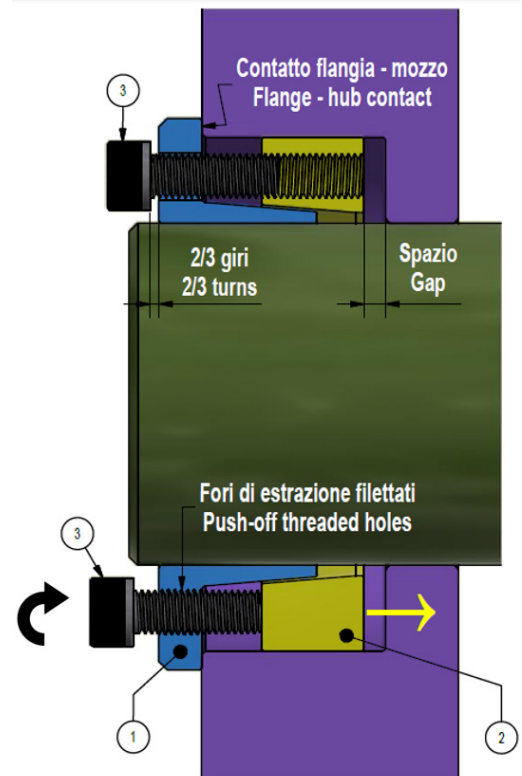 Contatto flangia - mozzo
Flange - hub contact
3
2/3 giri
2/3 turns
Spazio
Gap
Fori di estrazione filettati
Push-off threaded holes
3
1
2